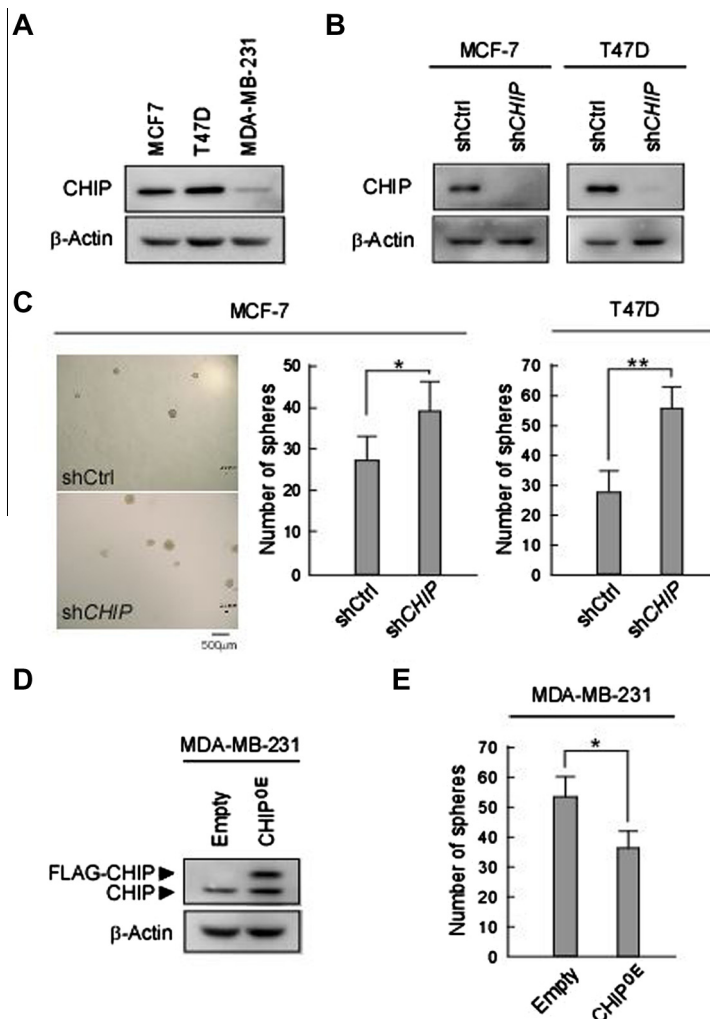 A
MCF7
T47D
MDA-MB-231
CHIP
β-Actin
B
MCF-7
T47D
shCtrl
shCHIP
shCtrl
shCHIP
CHIP
β-Actin
C
MCF-7
T47D
shCtrl
shCHIP
500μm
Number of spheres
50
40
30
20
10
0
*
shCtrl
shCHIP
Number of spheres
70
60
50
40
30
20
10
0
**
shCtrl
shCHIP
D
MDA-MB-231
Empty
CHIP⁰ᴱ
FLAG-CHIP
CHIP
β-Actin
E
MDA-MB-231
Number of spheres
70
60
50
40
30
20
10
0
*
Empty
CHIP⁰ᴱ